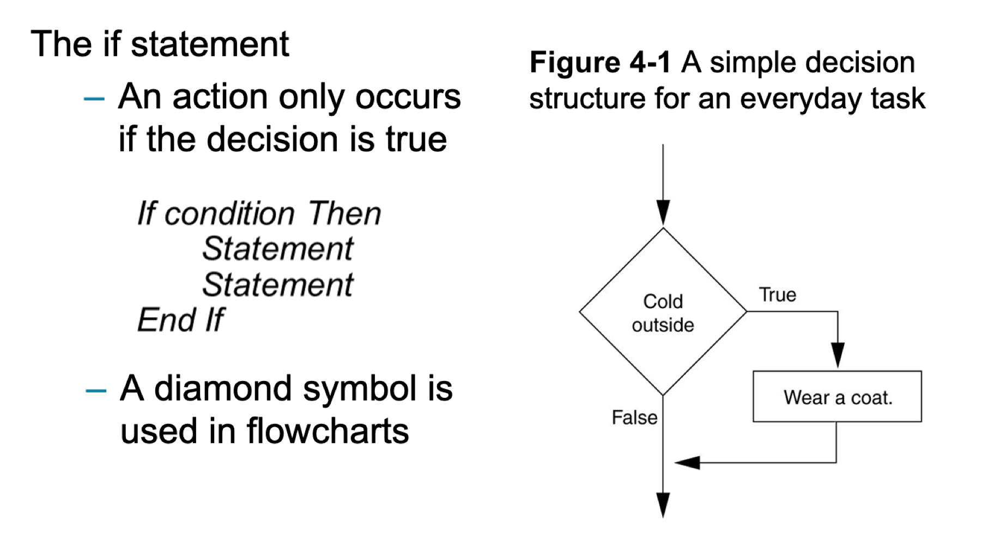 The if statement
– An action only occurs
if the decision is true
If condition Then
Statement
Statement
End If
– A diamond symbol is
used in flowcharts
Figure 4-1 A simple decision
structure for an everyday task
Cold
outside
True
Wear a coat.
False